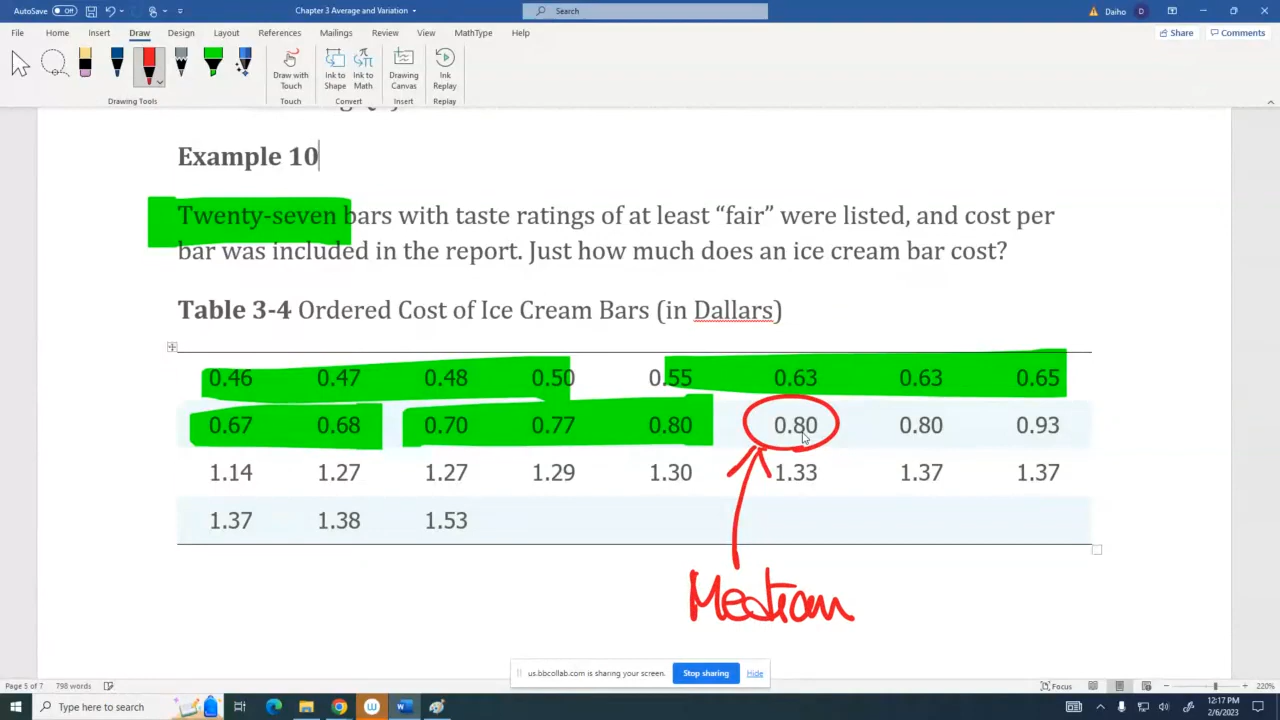 AutoSave Off Chapter 3 Average and Variation Search Daiho D
File Home Insert Draw Design Layout References Mailings Review View MathType Help Share Comments
Draw with Touch Ink to Shape Ink to Math Drawing Canvas Ink Replay
Drawing Tools Touch Convert Insert Replay
Example 10
Twenty-seven bars with taste ratings of at least “fair” were listed, and cost per
bar was included in the report. Just how much does an ice cream bar cost?
Table 3-4 Ordered Cost of Ice Cream Bars (in Dallars)
0.46 0.47 0.48 0.50 0.55 0.63 0.63 0.65
0.67 0.68 0.70 0.77 0.80 0.80 0.80 0.93
1.14 1.27 1.27 1.29 1.30 1.33 1.37 1.37
1.37 1.38 1.53
Median
us.bbcollab.com is sharing your screen. Stop sharing Hide
Page 5 of 7 798 words Focus 220%
Type here to search 12:17 PM
2/6/2023